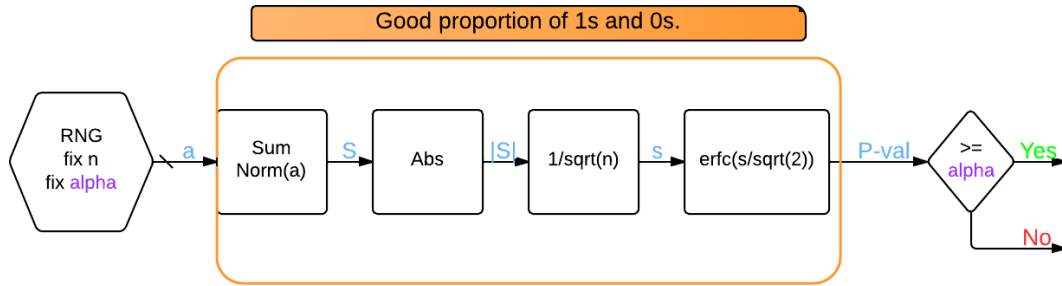 Good proportion of 1s and 0s.
RNG
fix n
fix alpha
a
Sum
Norm(a)
S
Abs
|S|
1/sqrt(n)
s
erfc(s/sqrt(2))
P-val
>=
alpha
Yes
No